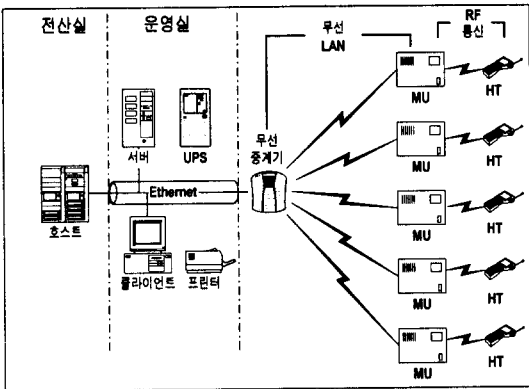 전산실
운영실
무선
LAN
RF
통신
서버
UPS
무선
중계기
Ethernet
호스트
클라이언트
프린터
MU
HT
MU
HT
MU
HT
MU
HT
MU
HT